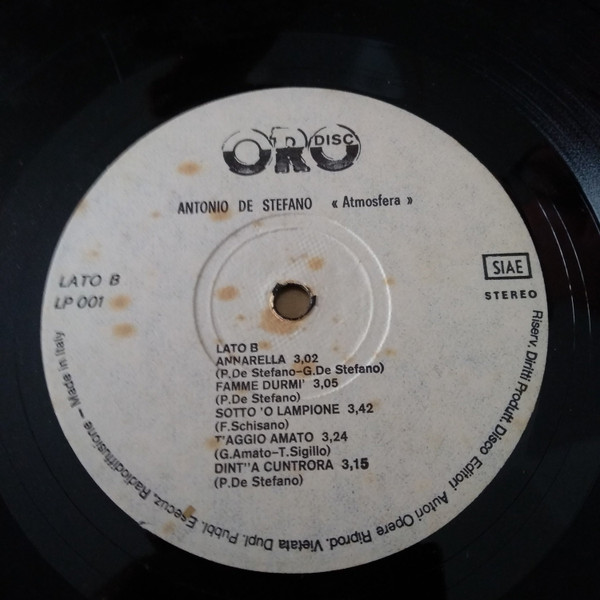 ORO DISC
ANTONIO DE STEFANO « Atmosfera »
LATO B
LP 001
SIAE
STEREO
LATO B
ANNARELLA 3,02
(P.De Stefano-G.De Stefano)
FAMME DURMI' 3,05
(P.De Stefano)
SOTTO 'O LAMPIONE 3,42
(F.Schisano)
T'AGGIO AMATO 3,24
(G.Amato-T.Sigillo)
DINT''A CUNTRORA 3,15
(P.De Stefano)
Riserv. Diritti Produtt. Disco Editori Autori Opere Riprod. Vietata Dupl. Pubbl. Esecuz. Radiodiffusione - Made in Italy